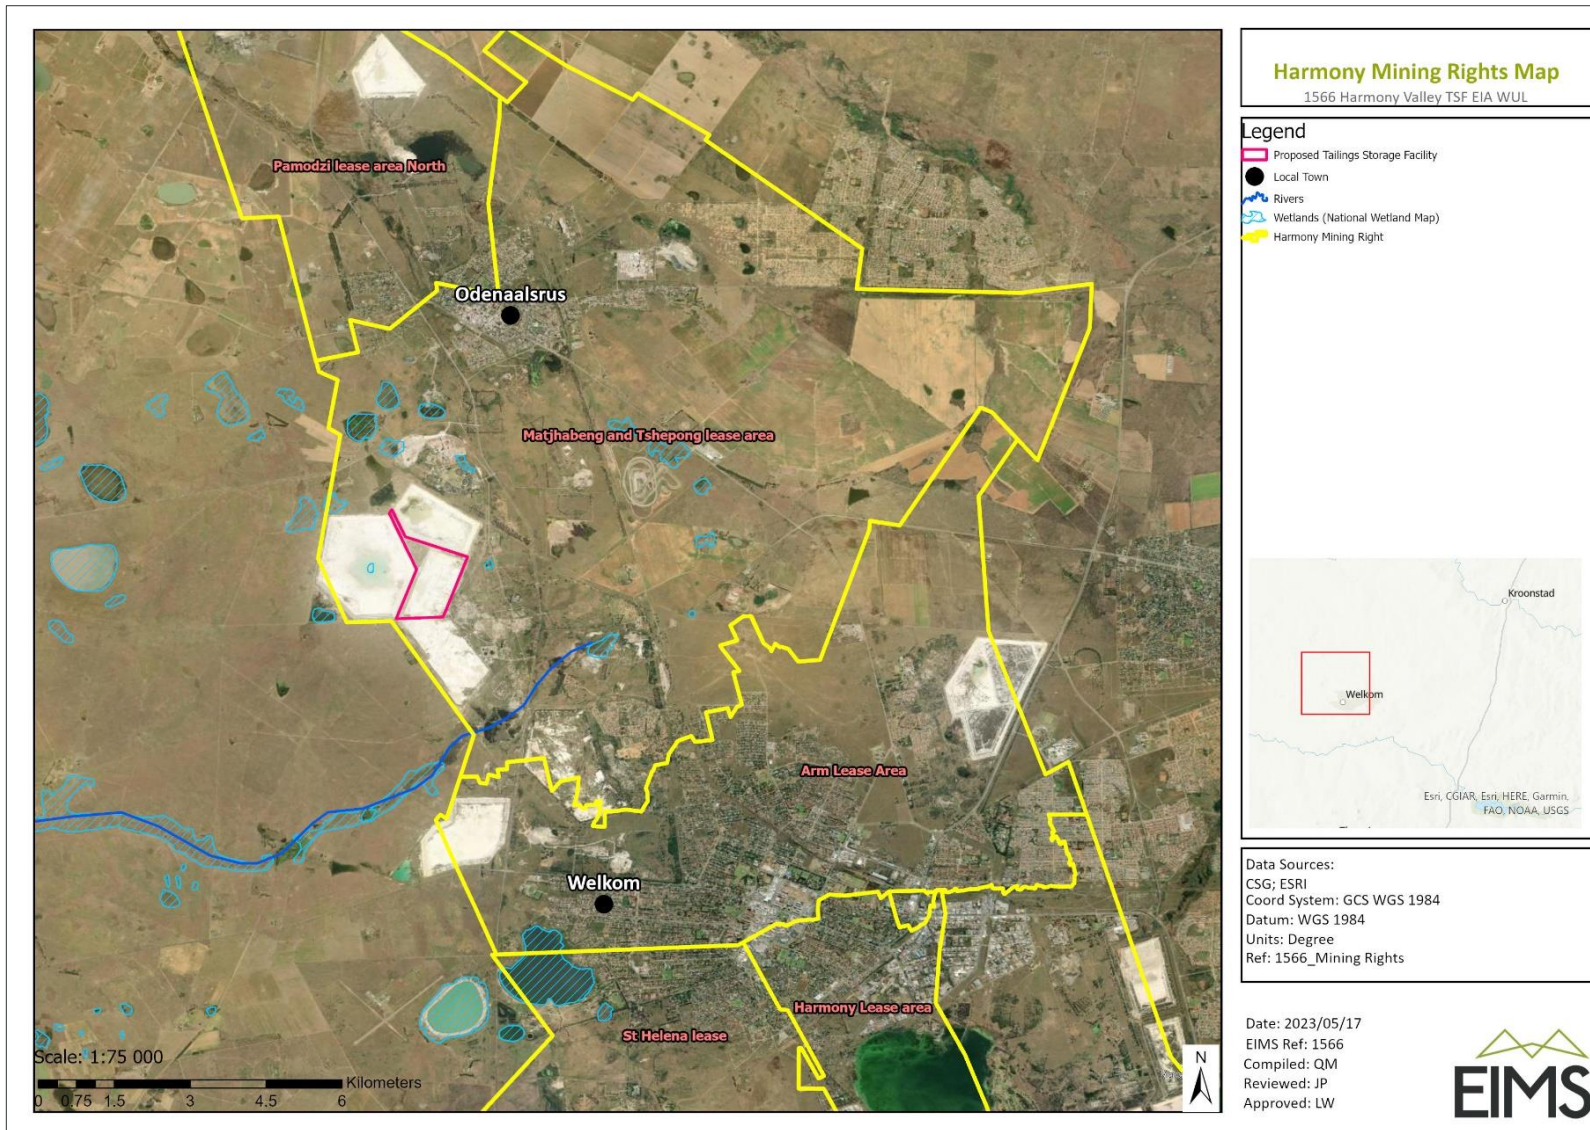 Harmony Mining Rights Map
1566 Harmony Valley TSF EIA WUL
Legend
Proposed Tailings Storage Facility
Local Town
Rivers
Wetlands (National Wetland Map)
Harmony Mining Right
Pamodzi lease area North
Odenaalsrus
Matjhabeng and Tshepong lease area
Arm Lease Area
Welkom
Harmony Lease area
St Helena lease
Scale: 1:75 000
Kilometers
0 0.75 1.5 3 4.5 6
N
Kroonstad
Welkom
Esri, CGIAR, Esri, HERE, Garmin,
FAO, NOAA, USGS
Data Sources:
CSG; ESRI
Coord System: GCS WGS 1984
Datum: WGS 1984
Units: Degree
Ref: 1566_Mining Rights
Date: 2023/05/17
EIMS Ref: 1566
Compiled: QM
Reviewed: JP
Approved: LW
EIMS